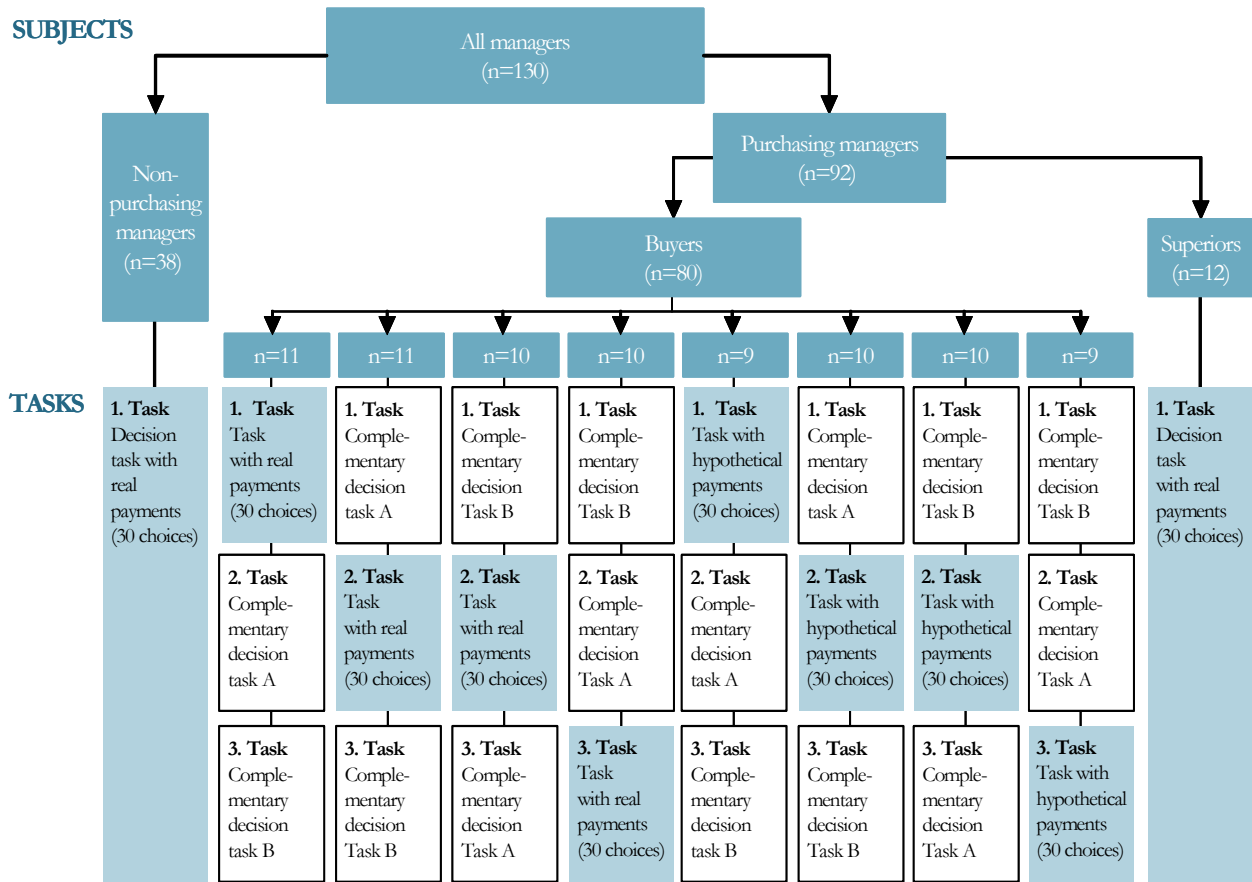 SUBJECTS
All managers
(n=130)
Non-
purchasing
managers
(n=38)
Purchasing managers
(n=92)
Buyers
(n=80)
Superiors
(n=12)
n=11
n=11
n=10
n=10
n=9
n=10
n=10
n=9
TASKS
1. Task
Decision
task with
real
payments
(30 choices)
1. Task
Task
with real
payments
(30 choices)
1. Task
Comple-
mentary
decision
task A
1. Task
Comple-
mentary
decision
Task B
1. Task
Comple-
mentary
decision
Task B
1. Task
Task with
hypothetical
payments
(30 choices)
1. Task
Comple-
mentary
decision
task A
1. Task
Comple-
mentary
decision
Task B
1. Task
Comple-
mentary
decision
Task B
1. Task
Decision
task
with real
payments
(30 choices)
2. Task
Comple-
mentary
decision
task A
2. Task
Task
with real
payments
(30 choices)
2. Task
Task
with real
payments
(30 choices)
2. Task
Comple-
mentary
decision
Task A
2. Task
Comple-
mentary
decision
task A
2. Task
Task with
hypothetical
payments
(30 choices)
2. Task
Task with
hypothetical
payments
(30 choices)
2. Task
Comple-
mentary
decision
Task A
3. Task
Comple-
mentary
decision
task B
3. Task
Comple-
mentary
decision
Task B
3. Task
Comple-
mentary
decision
Task A
3. Task
Task
with real
payments
(30 choices)
3. Task
Comple-
mentary
decision
task B
3. Task
Comple-
mentary
decision
Task B
3. Task
Comple-
mentary
decision
Task A
3. Task
Task with
hypothetical
payments
(30 choices)